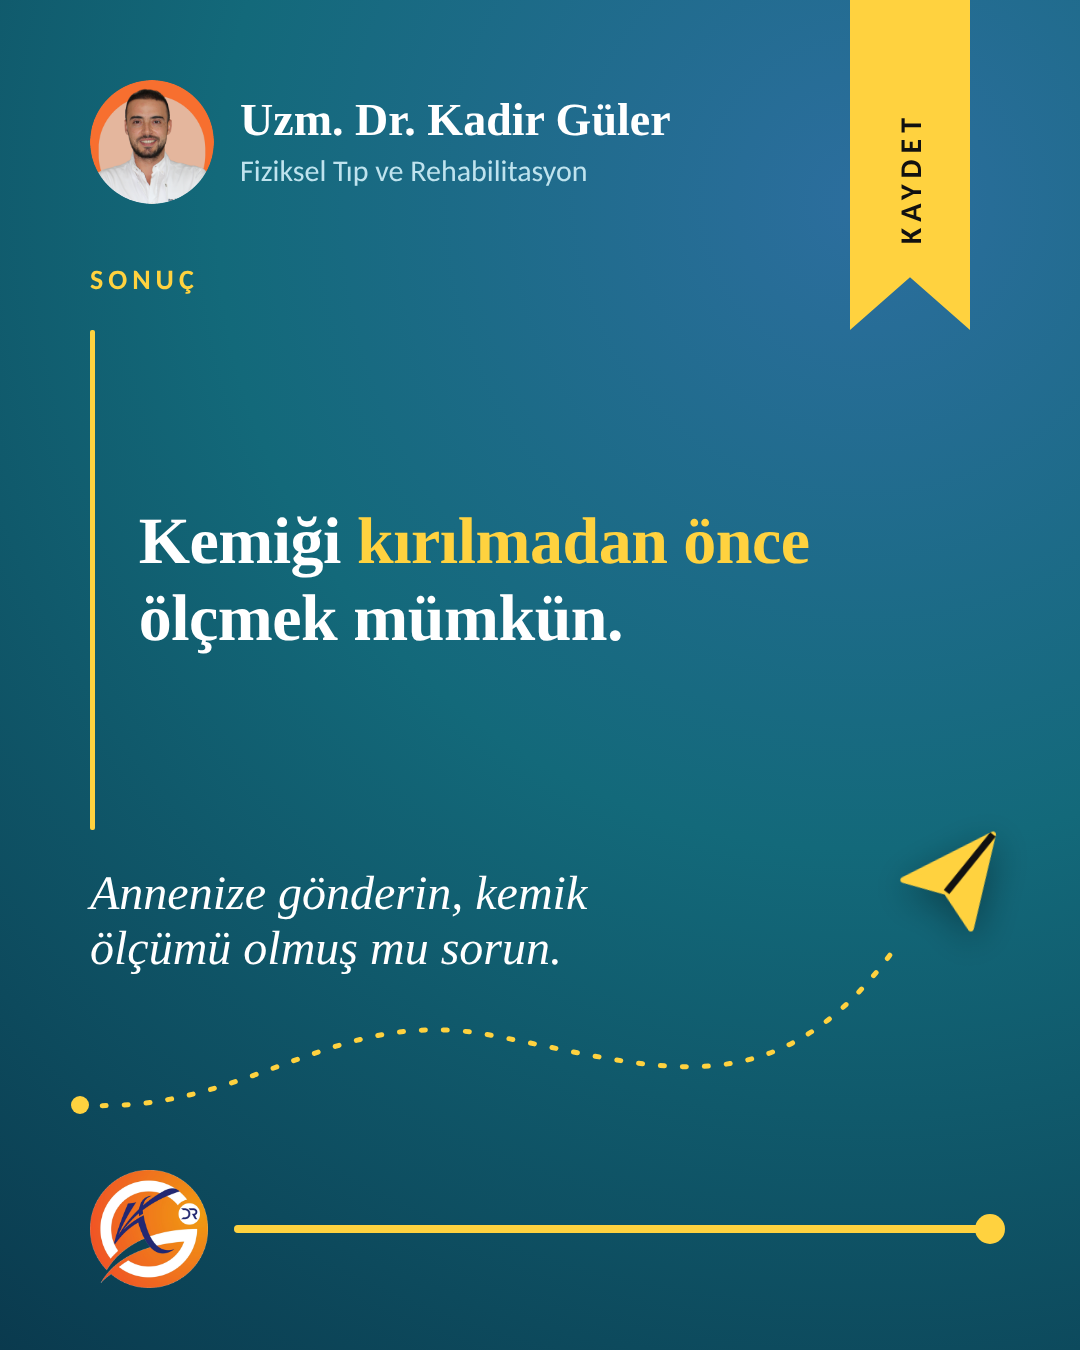 Uzm. Dr. Kadir Güler
Fiziksel Tıp ve Rehabilitasyon
KAYDET
SONUÇ
Kemiği kırılmadan önce
ölçmek mümkün.
Annenize gönderin, kemik
ölçümü olmuş mu sorun.
DR